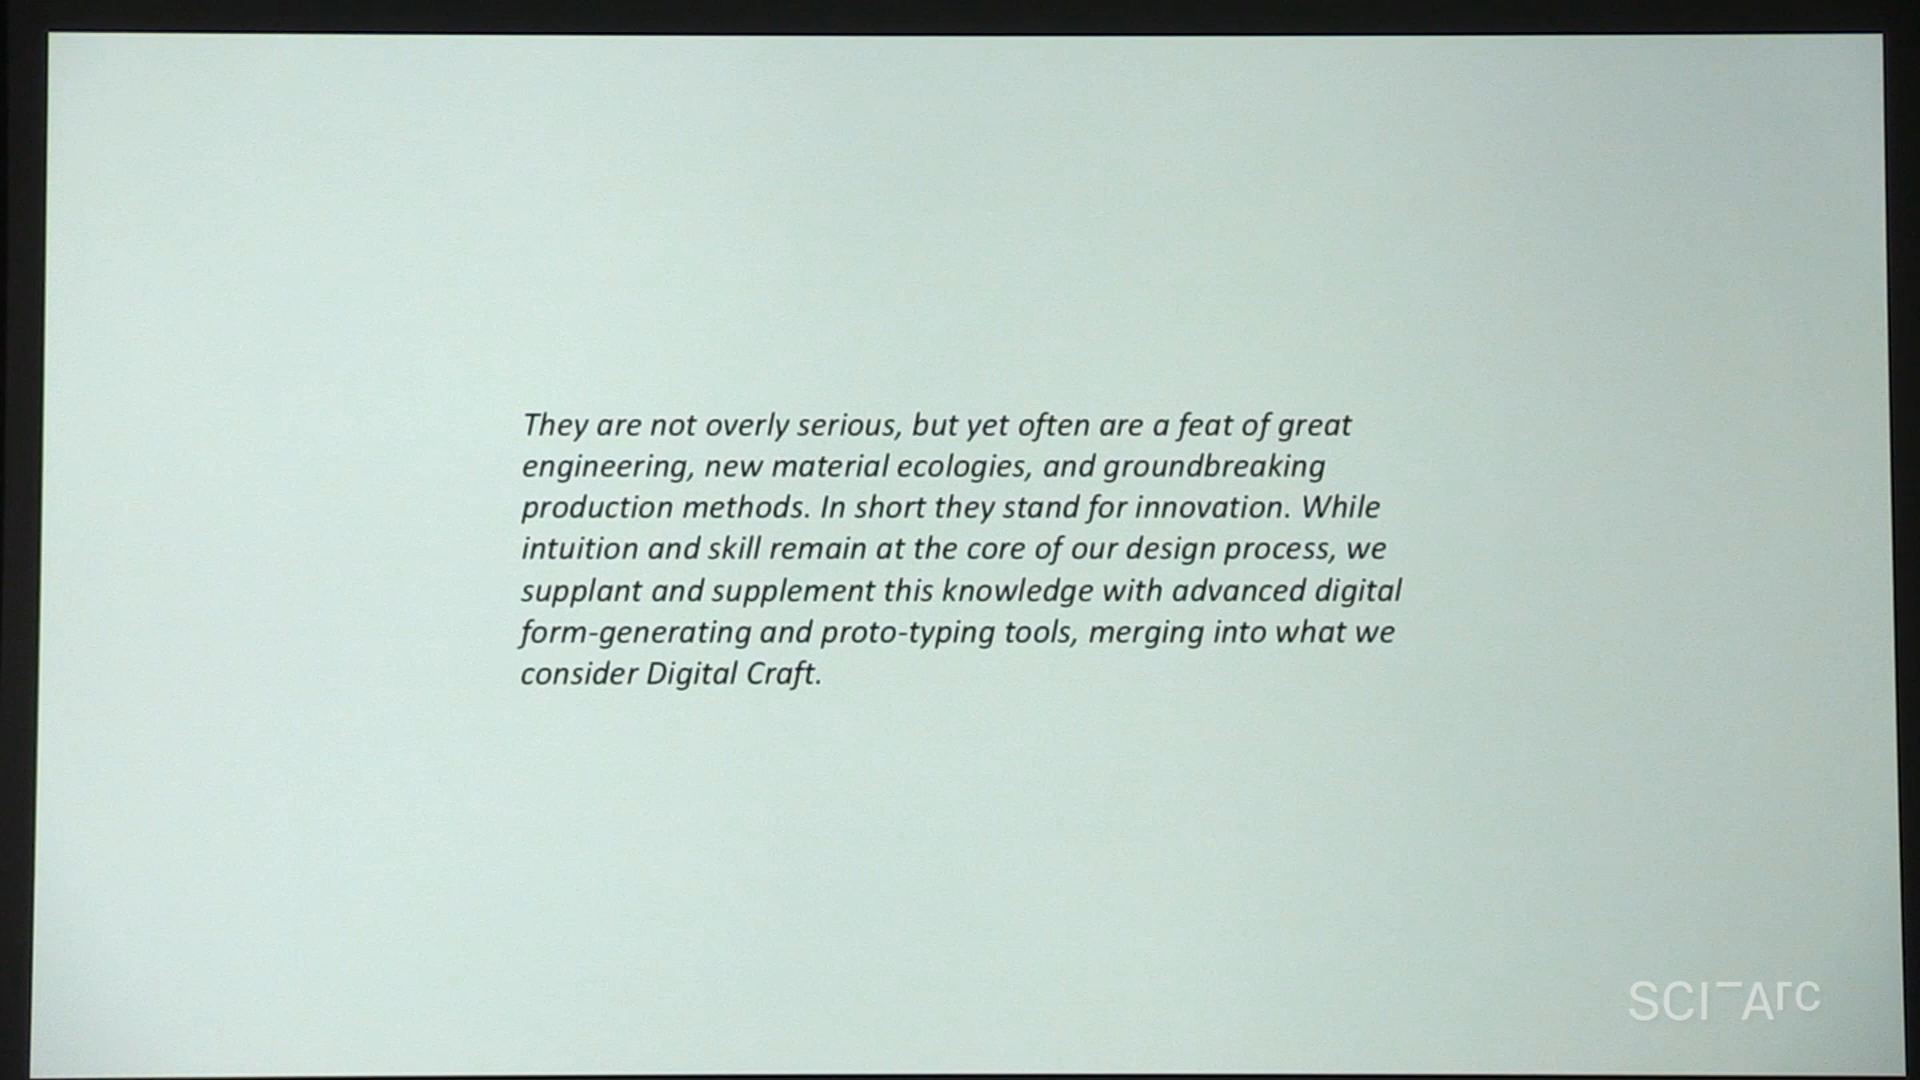 They are not overly serious, but yet often are a feat of great
engineering, new material ecologies, and groundbreaking
production methods. In short they stand for innovation. While
intuition and skill remain at the core of our design process, we
supplant and supplement this knowledge with advanced digital
form-generating and proto-typing tools, merging into what we
consider Digital Craft.
SCI-Arc